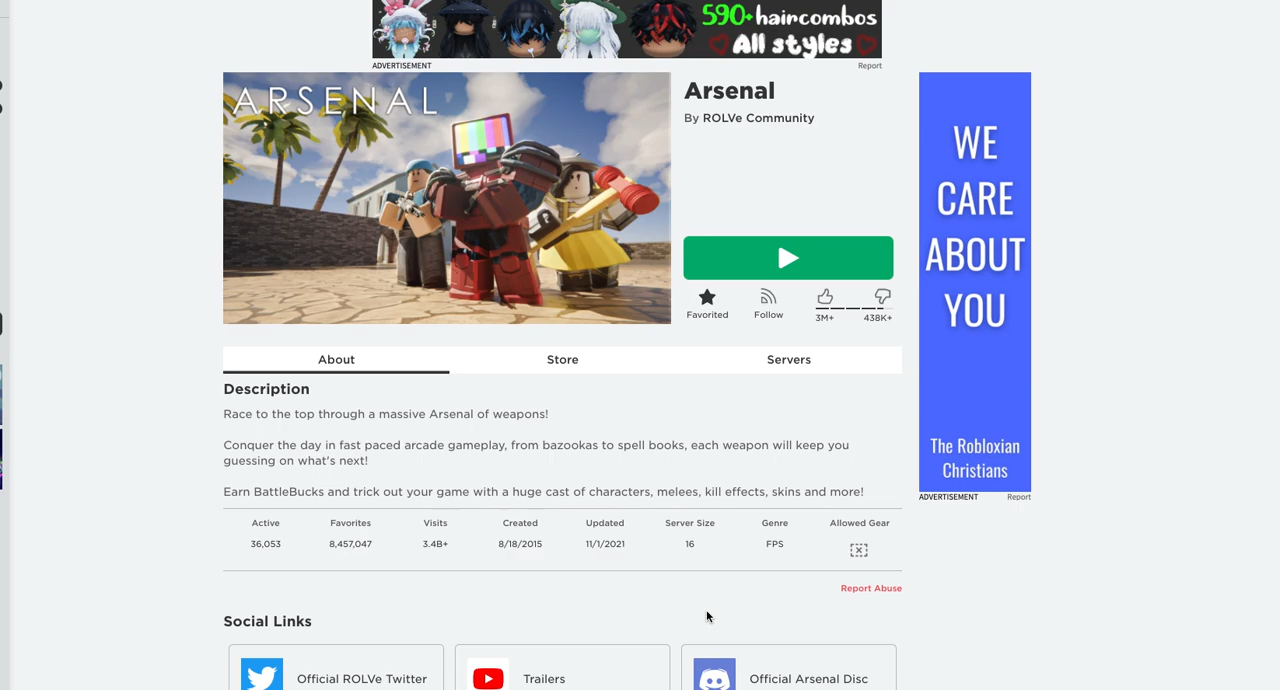 590+ haircombos
All styles
ADVERTISEMENT
Report
ARSENAL
Arsenal
By ROLVe Community
Favorited
Follow
3M+
438K+
WE
CARE
ABOUT
YOU
The Robloxian
Christians
ADVERTISEMENT
Report
About
Store
Servers
Description
Race to the top through a massive Arsenal of weapons!
Conquer the day in fast paced arcade gameplay, from bazookas to spell books, each weapon will keep you
guessing on what's next!
Earn BattleBucks and trick out your game with a huge cast of characters, melees, kill effects, skins and more!
Active
Favorites
Visits
Created
Updated
Server Size
Genre
Allowed Gear
36,053
8,457,047
3.4B+
8/18/2015
11/1/2021
16
FPS
Report Abuse
Social Links
Official ROLVe Twitter
Trailers
Official Arsenal Disc